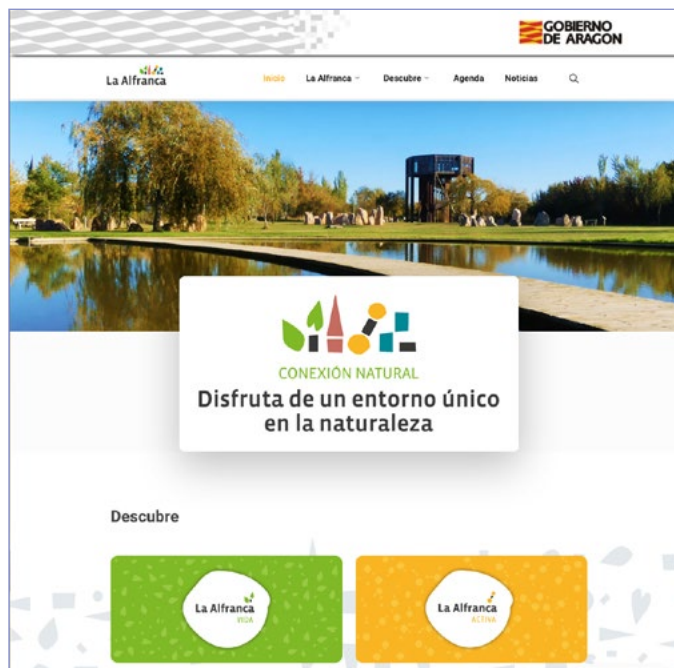 GOBIERNO
DE ARAGON
La Alfranca
Inicio La Alfranca Descubre Agenda Noticias
CONEXIÓN NATURAL
Disfruta de un entorno único
en la naturaleza
Descubre
La Alfranca
VIDA
La Alfranca
ACTIVA